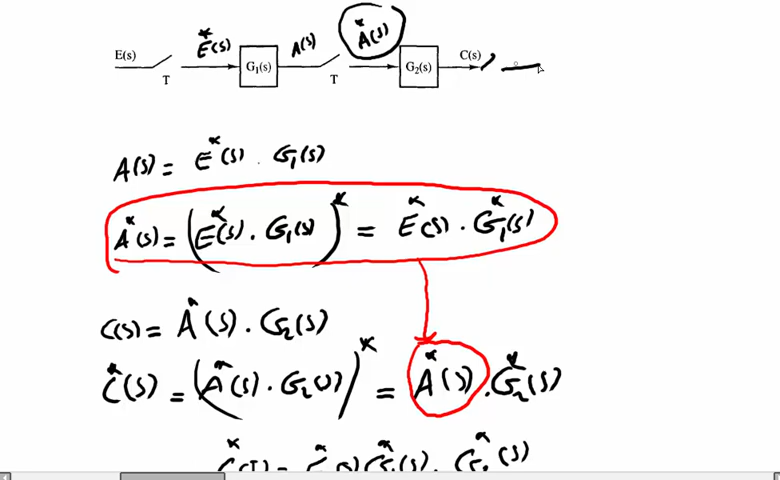 E(s) T E*(s) G₁(s) A(s) T A*(s) G₂(s) C(s)
A(s) = E*(s) . G₁(s)
A*(s) = (E*(s) . G₁(s))* = E*(s) . G₁*(s)
C(s) = A*(s) . G₂(s)
C*(s) = (A*(s) . G₂(s))* = A*(s) . G₂*(s)